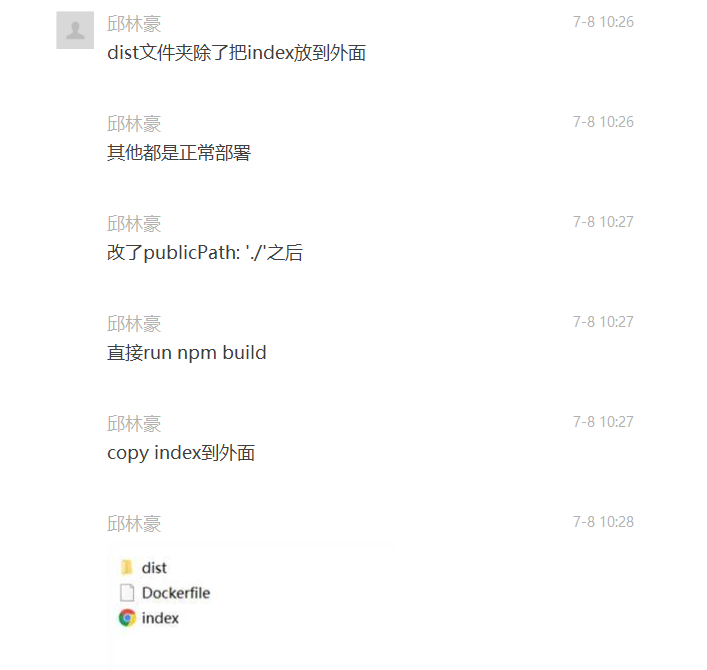 邱林豪 7-8 10:26
dist文件夹除了把index放到外面
邱林豪 7-8 10:26
其他都是正常部署
邱林豪 7-8 10:27
改了publicPath: './'之后
邱林豪 7-8 10:27
直接run npm build
邱林豪 7-8 10:27
copy index到外面
邱林豪 7-8 10:28
dist
Dockerfile
index